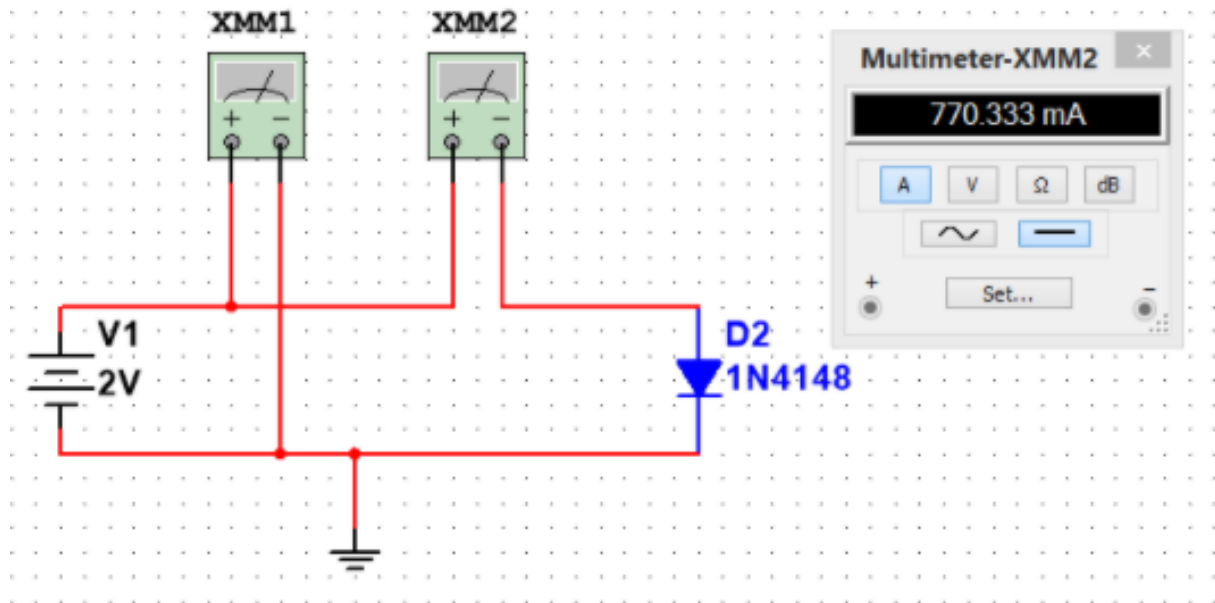 XMM1
XMM2
Multimeter-XMM2
770.333 mA
A V Ω dB
Set...
V1
2V
D2
1N4148